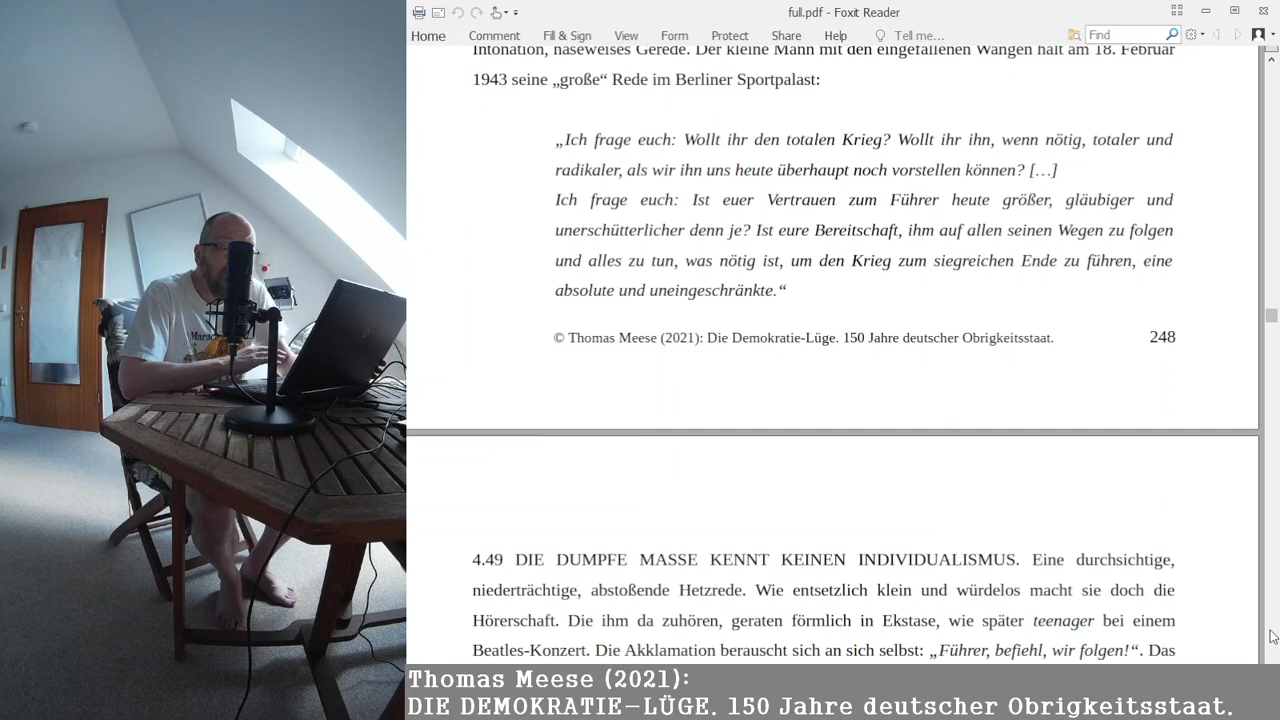 full.pdf - Foxit Reader
Home Comment Fill & Sign View Form Protect Share Help Tell me... Find
Intonation, naseweises Gerede. Der kleine Mann mit den eingefallenen Wangen hält am 18. Februar
1943 seine „große“ Rede im Berliner Sportpalast:
„Ich frage euch: Wollt ihr den totalen Krieg? Wollt ihr ihn, wenn nötig, totaler und
radikaler, als wir ihn uns heute überhaupt noch vorstellen können? […]
Ich frage euch: Ist euer Vertrauen zum Führer heute größer, gläubiger und
unerschütterlicher denn je? Ist eure Bereitschaft, ihm auf allen seinen Wegen zu folgen
und alles zu tun, was nötig ist, um den Krieg zum siegreichen Ende zu führen, eine
absolute und uneingeschränkte.“
© Thomas Meese (2021): Die Demokratie-Lüge. 150 Jahre deutscher Obrigkeitsstaat. 248
4.49 DIE DUMPFE MASSE KENNT KEINEN INDIVIDUALISMUS. Eine durchsichtige,
niederträchtige, abstoßende Hetzrede. Wie entsetzlich klein und würdelos macht sie doch die
Hörerschaft. Die ihm da zuhören, geraten förmlich in Ekstase, wie später teenager bei einem
Beatles-Konzert. Die Akklamation berauscht sich an sich selbst: „Führer, befiehl, wir folgen!“. Das
Thomas Meese (2021):
DIE DEMOKRATIE-LÜGE. 150 Jahre deutscher Obrigkeitsstaat.